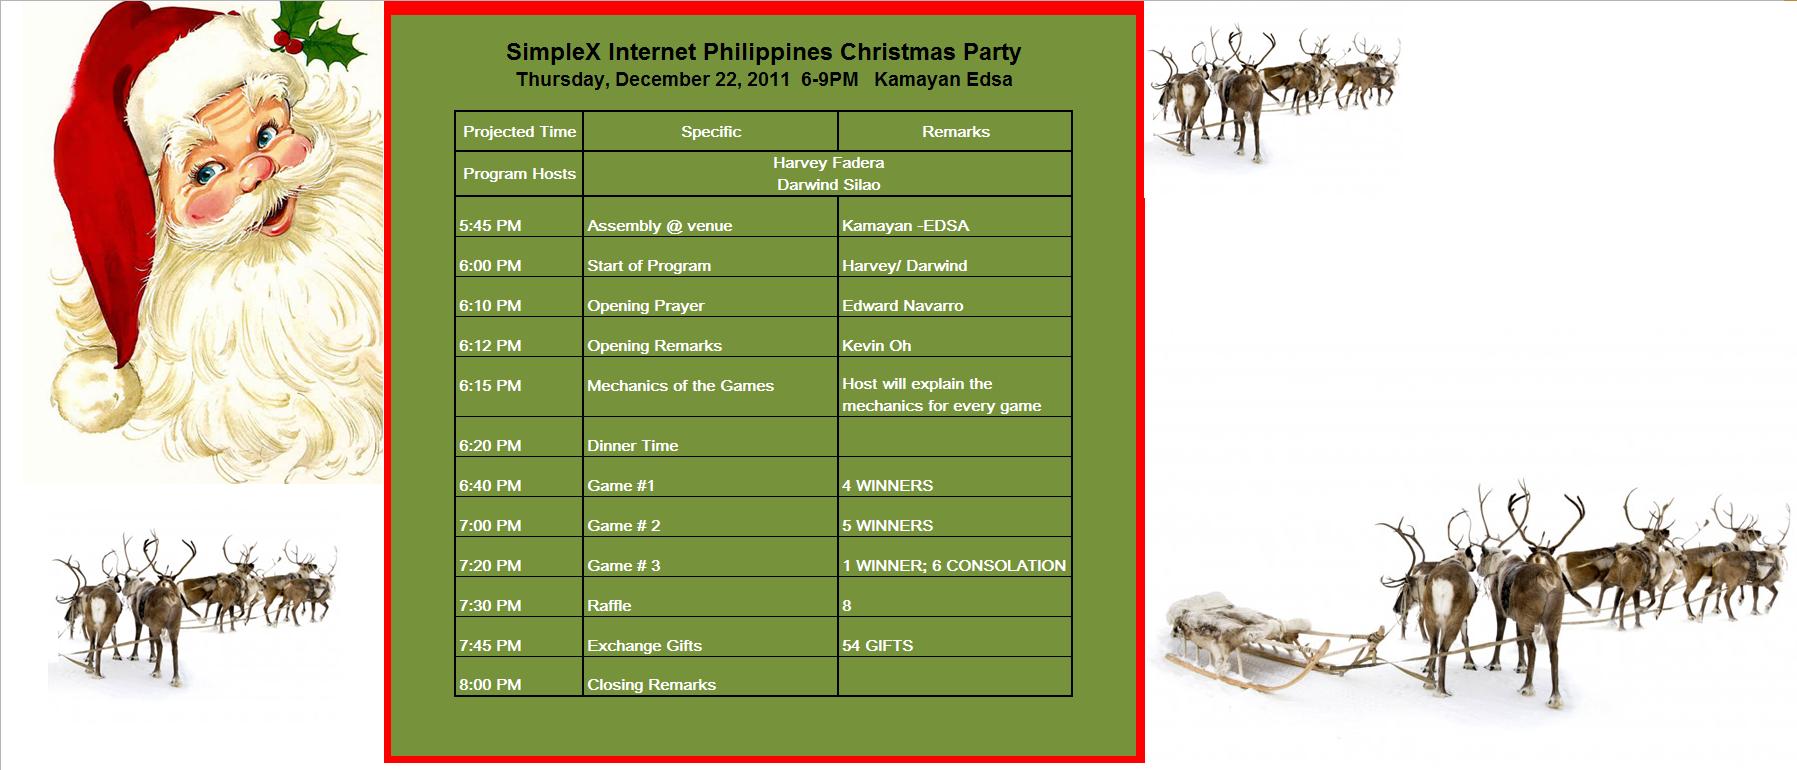 SimpleX Internet Philippines Christmas Party
Thursday, December 22, 2011 6-9PM Kamayan Edsa
Projected Time Specific Remarks
Program Hosts Harvey Fadera
Darwind Silao
5:45 PM Assembly @ venue Kamayan -EDSA
6:00 PM Start of Program Harvey/ Darwind
6:10 PM Opening Prayer Edward Navarro
6:12 PM Opening Remarks Kevin Oh
6:15 PM Mechanics of the Games Host will explain the
mechanics for every game
6:20 PM Dinner Time
6:40 PM Game #1 4 WINNERS
7:00 PM Game # 2 5 WINNERS
7:20 PM Game # 3 1 WINNER; 6 CONSOLATION
7:30 PM Raffle 8
7:45 PM Exchange Gifts 54 GIFTS
8:00 PM Closing Remarks